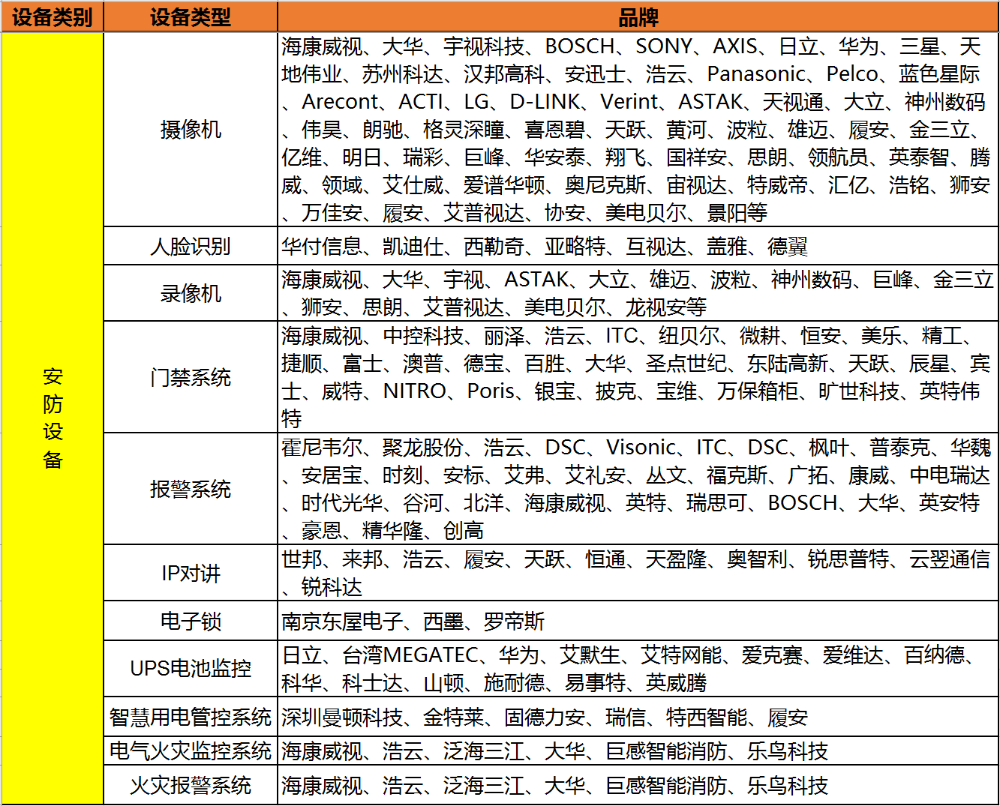 设备类别 设备类型 品牌
安
防
设
备
摄像机
海康威视、大华、宇视科技、BOSCH、SONY、AXIS、日立、华为、三星、天
地伟业、苏州科达、汉邦高科、安迅士、浩云、Panasonic、Pelco、蓝色星际
、Arecont、ACTI、LG、D-LINK、Verint、ASTAK、天视通、大立、神州数码
、伟昊、朗驰、格灵深瞳、喜恩碧、天跃、黄河、波粒、雄迈、履安、金三立、
亿维、明日、瑞彩、巨峰、华安泰、翔飞、国祥安、思朗、领航员、英泰智、腾
威、领域、艾仕威、爱谱华顿、奥尼克斯、宙视达、特威帝、汇亿、浩铭、狮安
、万佳安、履安、艾普视达、协安、美电贝尔、景阳等
人脸识别
华付信息、凯迪仕、西勒奇、亚略特、互视达、盖雅、德翼
录像机
海康威视、大华、宇视、ASTAK、大立、雄迈、波粒、神州数码、巨峰、金三立
、狮安、思朗、艾普视达、美电贝尔、龙视安等
门禁系统
海康威视、中控科技、丽泽、浩云、ITC、纽贝尔、微耕、恒安、美乐、精工、
捷顺、富士、澳普、德宝、百胜、大华、圣点世纪、东陆高新、天跃、辰星、宾
士、威特、NITRO、Poris、银宝、披克、宝维、万保箱柜、旷世科技、英特伟
特
报警系统
霍尼韦尔、聚龙股份、浩云、DSC、Visonic、ITC、DSC、枫叶、普泰克、华魏
、安居宝、时刻、安标、艾弗、艾礼安、丛文、福克斯、广拓、康威、中电瑞达
、时代光华、谷河、北洋、海康威视、英特、瑞思可、BOSCH、大华、英安特
、豪恩、精华隆、创高
IP对讲
世邦、来邦、浩云、履安、天跃、恒通、天盈隆、奥智利、锐思普特、云翌通信
、锐科达
电子锁
南京东屋电子、西墨、罗帝斯
UPS电池监控
日立、台湾MEGATEC、华为、艾默生、艾特网能、爱克赛、爱维达、百纳德、
科华、科士达、山顿、施耐德、易事特、英威腾
智慧用电管控系统
深圳曼顿科技、金特莱、固德力安、瑞信、特西智能、履安
电气火灾监控系统
海康威视、浩云、泛海三江、大华、巨感智能消防、乐鸟科技
火灾报警系统
海康威视、浩云、泛海三江、大华、巨感智能消防、乐鸟科技